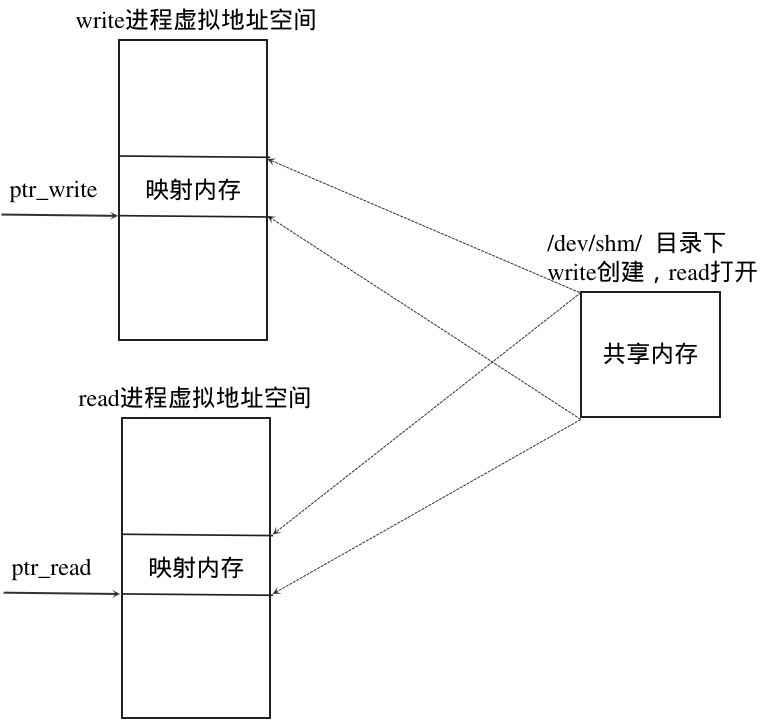 write进程虚拟地址空间
ptr_write
映射内存
/dev/shm/ 目录下
write创建，read打开
共享内存
read进程虚拟地址空间
ptr_read
映射内存